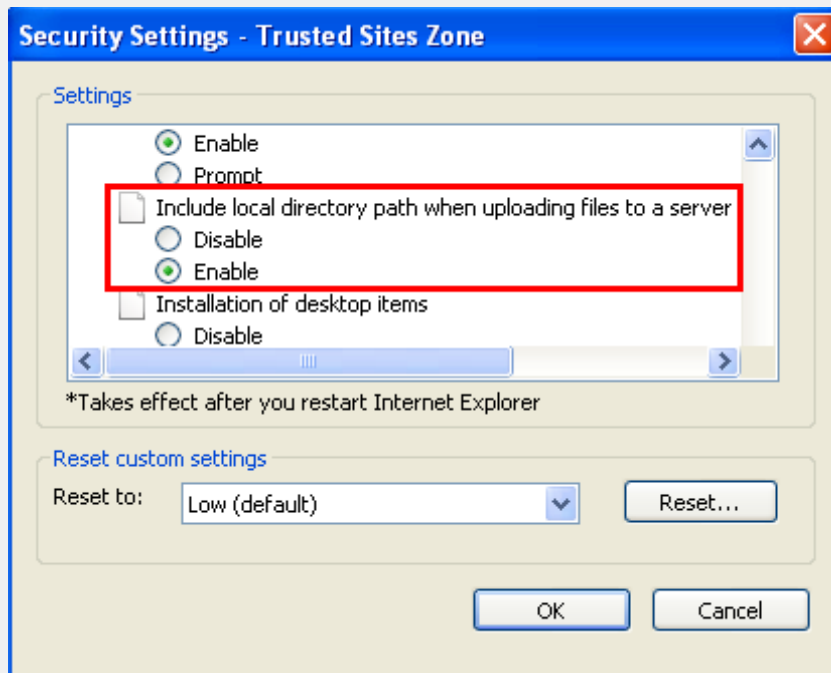 Security Settings - Trusted Sites Zone
Settings
Enable
Prompt
Include local directory path when uploading files to a server
Disable
Enable
Installation of desktop items
Disable
*Takes effect after you restart Internet Explorer
Reset custom settings
Reset to: Low (default) Reset...
OK Cancel